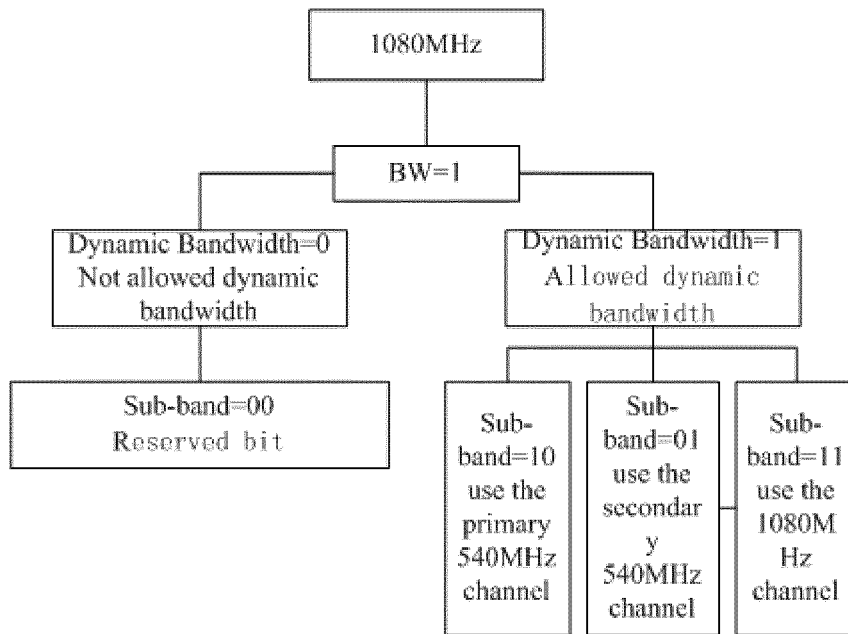 1080MHz
BW=1
Dynamic Bandwidth=0
Not allowed dynamic
bandwidth
Dynamic Bandwidth=1
Allowed dynamic
bandwidth
Sub-band=00
Reserved bit
Sub-
band=10
use the
primary
540MHz
channel
Sub-
band=01
use the
secondar
y
540MHz
channel
Sub-
band=11
use the
1080M
Hz
channel